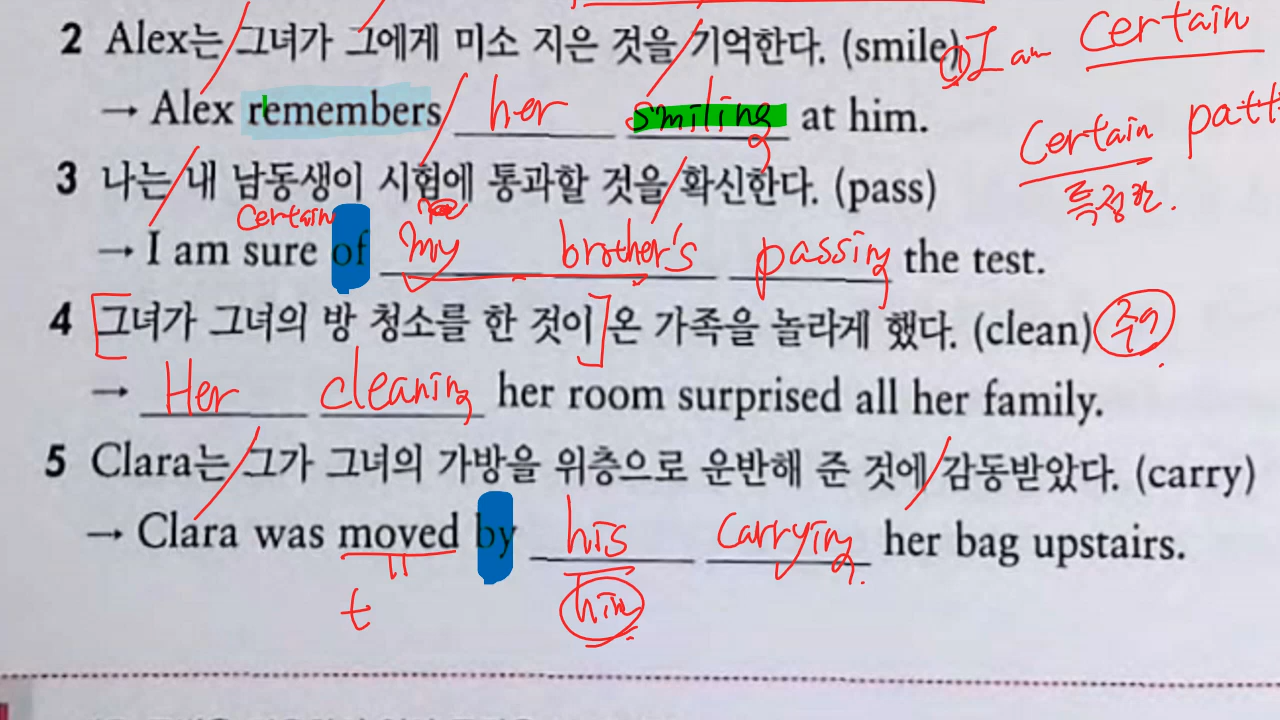 2 Alex는 그녀가 그에게 미소 지은 것을 기억한다. (smile)
① I am certain
→ Alex remembers her smiling at him.
certain patt
특정한.
3 나는 내 남동생이 시험에 통과할 것을 확신한다. (pass)
certain
→ I am sure of my brother's passing the test.
4 [그녀가 그녀의 방 청소를 한 것이] 온 가족을 놀라게 했다. (clean) 주어
→ Her cleaning her room surprised all her family.
5 Clara는 그가 그녀의 가방을 위층으로 운반해 준 것에 감동받았다. (carry)
→ Clara was moved by his carrying her bag upstairs.
t him